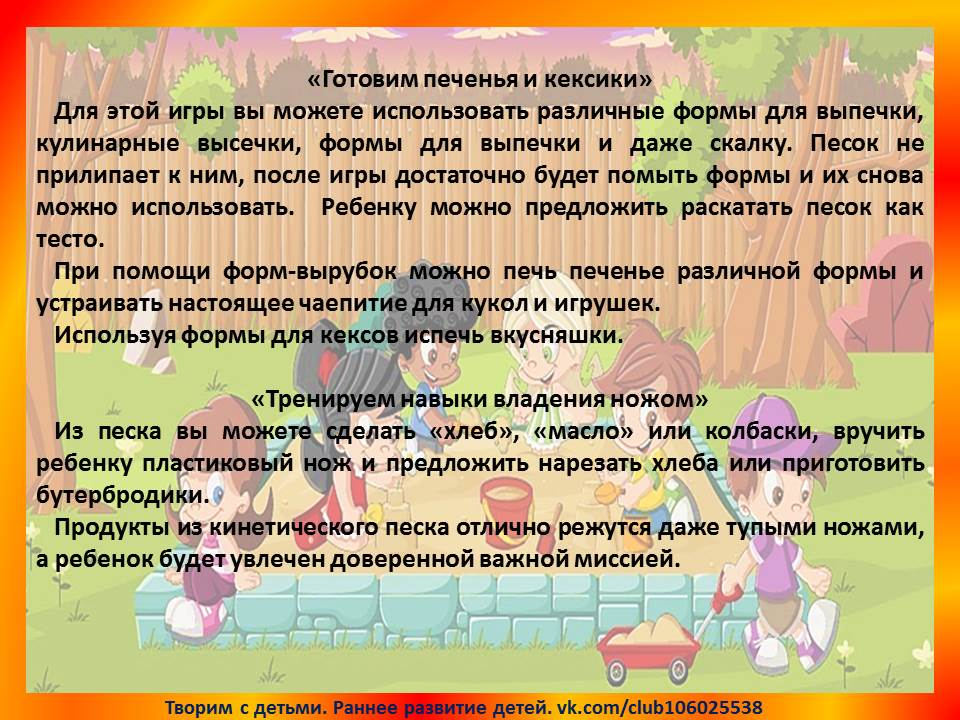 «Готовим печенья и кексики»
Для этой игры вы можете использовать различные формы для выпечки,
кулинарные высечки, формы для выпечки и даже скалку. Песок не
прилипает к ним, после игры достаточно будет помыть формы и их снова
можно использовать. Ребенку можно предложить раскатать песок как
тесто.
При помощи форм-вырубок можно печь печенье различной формы и
устраивать настоящее чаепитие для кукол и игрушек.
Используя формы для кексов испечь вкусняшки.
«Тренируем навыки владения ножом»
Из песка вы можете сделать «хлеб», «масло» или колбаски, вручить
ребенку пластиковый нож и предложить нарезать хлеба или приготовить
бутербродики.
Продукты из кинетического песка отлично режутся даже тупыми ножами,
а ребенок будет увлечен доверенной важной миссией.
Творим с детьми. Раннее развитие детей. vk.com/club106025538